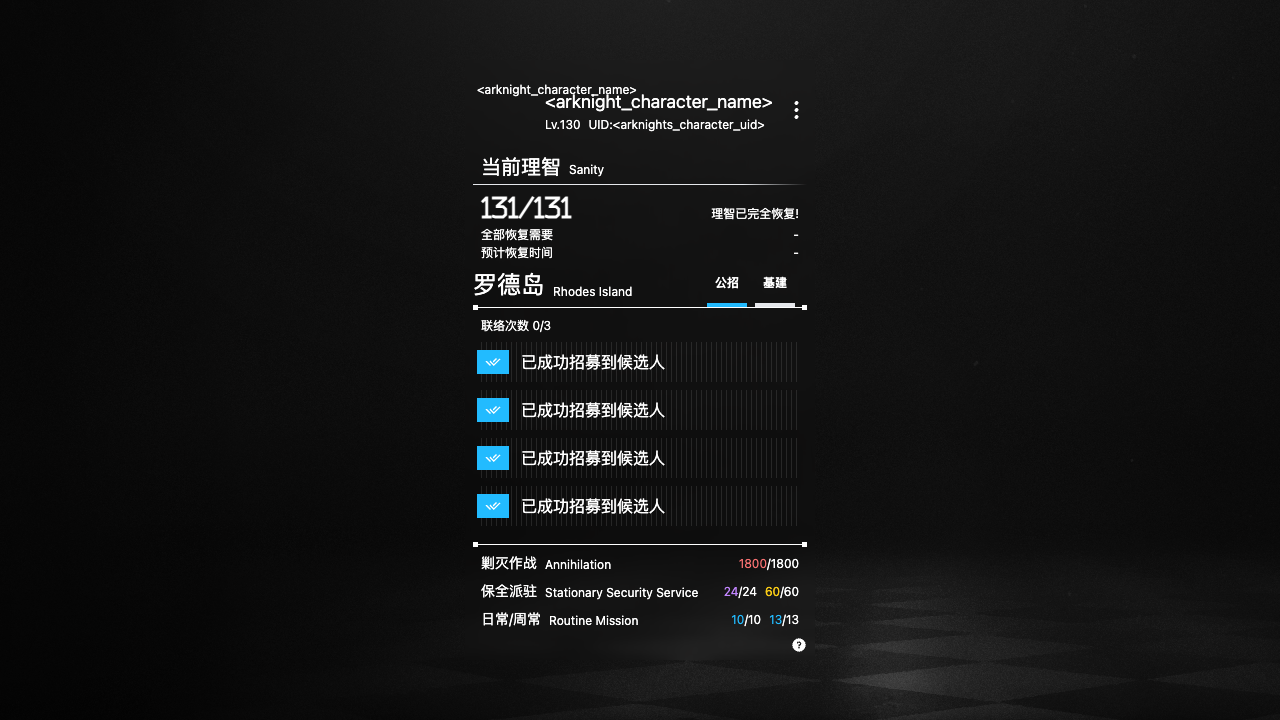 <arknight_character_name>
<arknight_character_name>
Lv.130 UID:<arknights_character_uid>
当前理智 Sanity
131/131 理智已完全恢复!
全部恢复需要 -
预计恢复时间 -
罗德岛 Rhodes Island 公招 基建
联络次数 0/3
已成功招募到候选人
已成功招募到候选人
已成功招募到候选人
已成功招募到候选人
剿灭作战 Annihilation 1800/1800
保全派驻 Stationary Security Service 24/24 60/60
日常/周常 Routine Mission 10/10 13/13
?